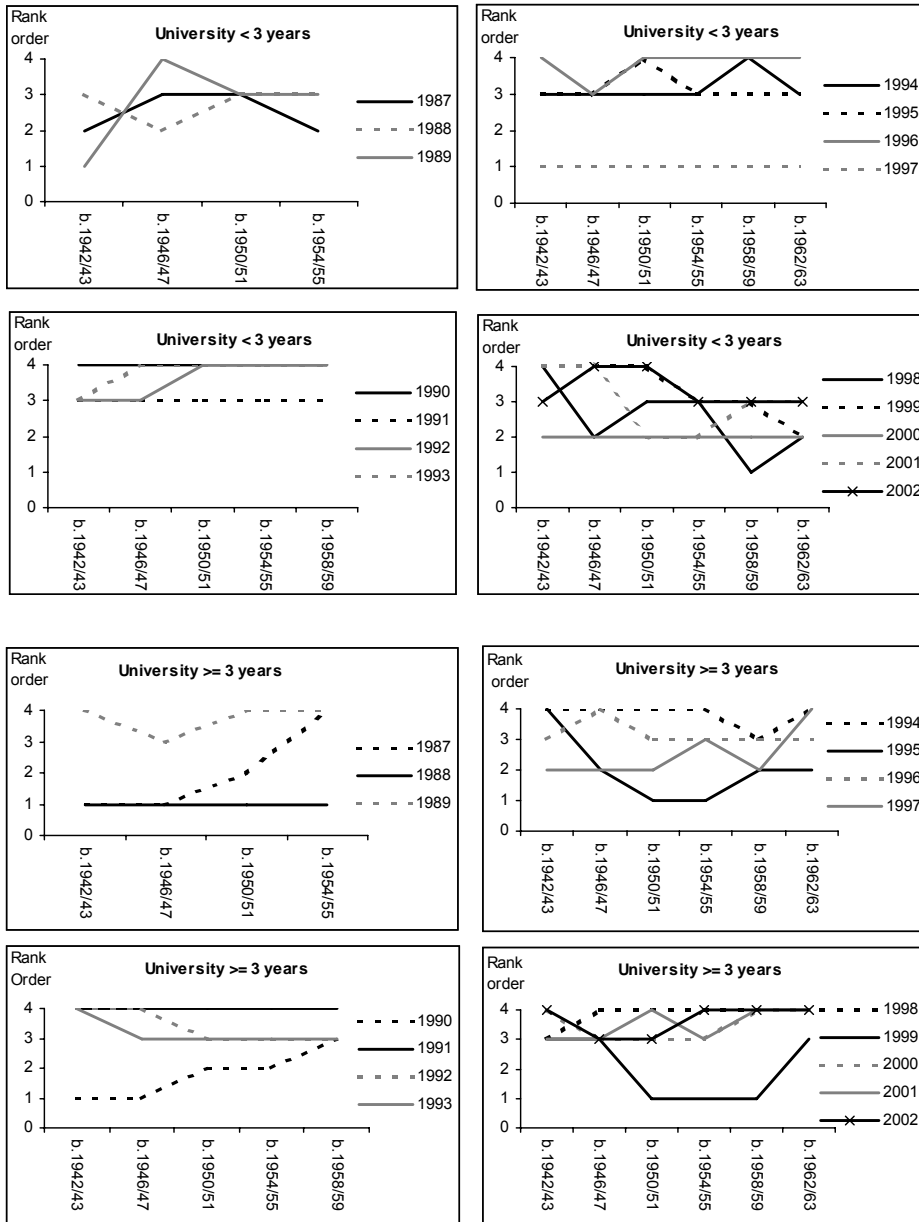 Rank
order
University < 3 years
4
3
2
1
0
b.1942/43
b.1946/47
b.1950/51
b.1954/55
1987
1988
1989
Rank
order
University < 3 years
4
3
2
1
0
b.1942/43
b.1946/47
b.1950/51
b.1954/55
b.1958/59
b.1962/63
1994
1995
1996
1997
Rank
order
University < 3 years
4
3
2
1
0
b.1942/43
b.1946/47
b.1950/51
b.1954/55
b.1958/59
1990
1991
1992
1993
Rank
order
University < 3 years
4
3
2
1
0
b.1942/43
b.1946/47
b.1950/51
b.1954/55
b.1958/59
b.1962/63
1998
1999
2000
2001
2002
Rank
order
University >= 3 years
4
3
2
1
0
b.1942/43
b.1946/47
b.1950/51
b.1954/55
1987
1988
1989
Rank
order
University >= 3 years
4
3
2
1
0
b.1942/43
b.1946/47
b.1950/51
b.1954/55
b.1958/59
b.1962/63
1994
1995
1996
1997
Rank
Order
University >= 3 years
4
3
2
1
0
b.1942/43
b.1946/47
b.1950/51
b.1954/55
b.1958/59
1990
1991
1992
1993
Rank
order
University >= 3 years
4
3
2
1
0
b.1942/43
b.1946/47
b.1950/51
b.1954/55
b.1958/59
b.1962/63
1998
1999
2000
2001
2002